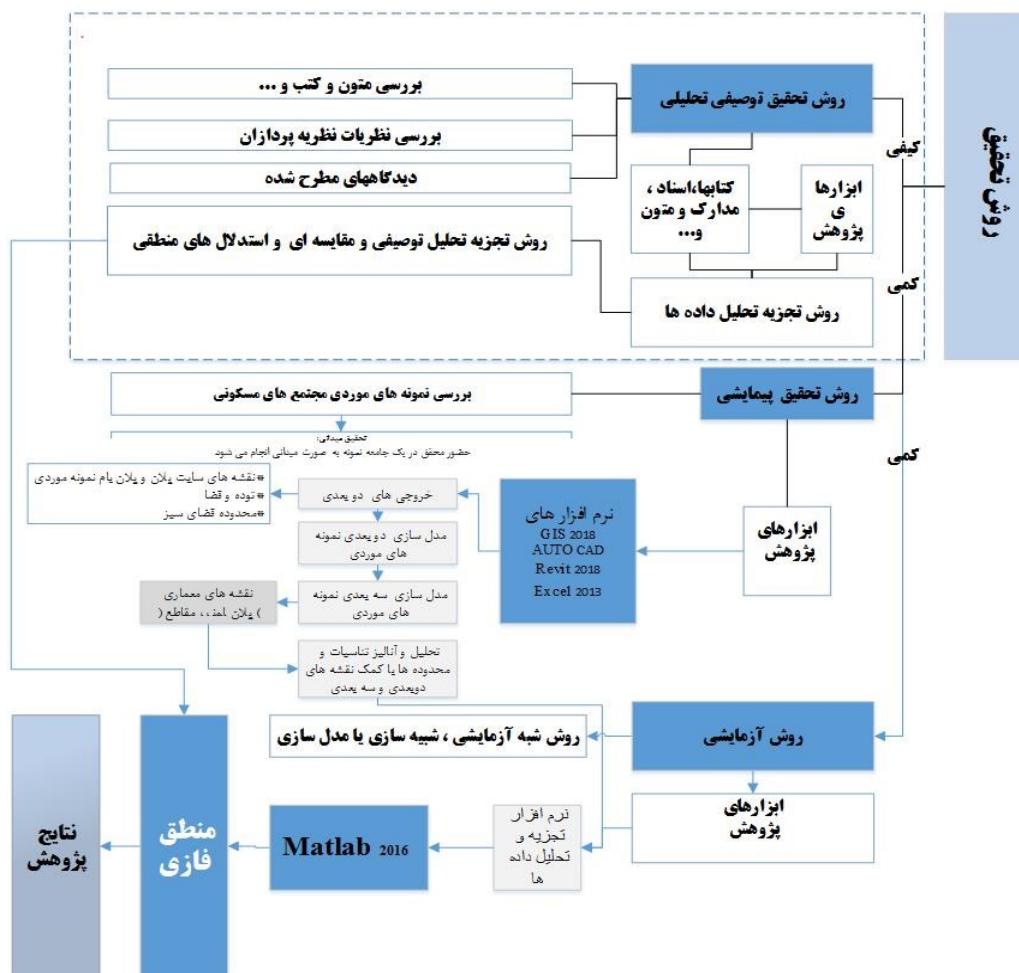 روش تحقیق
کیفی
کمی
کمی
روش تحقیق توصیفی تحلیلی
بررسی متون و کتب و ...
بررسی نظریات نظریه پردازان
دیدگاههای مطرح شده
ابزارها
ی
پژوهش
کتابها،اسناد ،
مدارک و متون
و...
روش تجزیه تحلیل داده ها
روش تجزیه تحلیل توصیفی و مقایسه ای و استدلال های منطقی
روش تحقیق پیمایشی
بررسی نمونه های موردی مجتمع های مسکونی
تحقیق میدانی:
حضور محقق در یک جامعه نمونه به صورت میدانی انجام می شود.
ابزارهای
پژوهش
نرم افزار های
GIS 2018
AUTO CAD
Revit 2018
Excel 2013
خروجی های دو بعدی
#نقشه های سایت پلان و پلان بام نمونه موردی
#توده و فضا
#محدوده فضای سبز
مدل سازی دو بعدی نمونه
های موردی
مدل سازی سه بعدی نمونه
های موردی
نقشه های معماری
) پلان ،نما، مقاطع (
تحلیل و آنالیز تناسبات و
محدوده ها با کمک نقشه های
دوبعدی و سه بعدی
روش آزمایشی
روش شبه آزمایشی ، شبیه سازی یا مدل سازی
ابزارهای
پژوهش
نرم افزار
تجزیه و
تحلیل داده
ها
Matlab 2016
منطق
فازی
نتایج
پژوهش